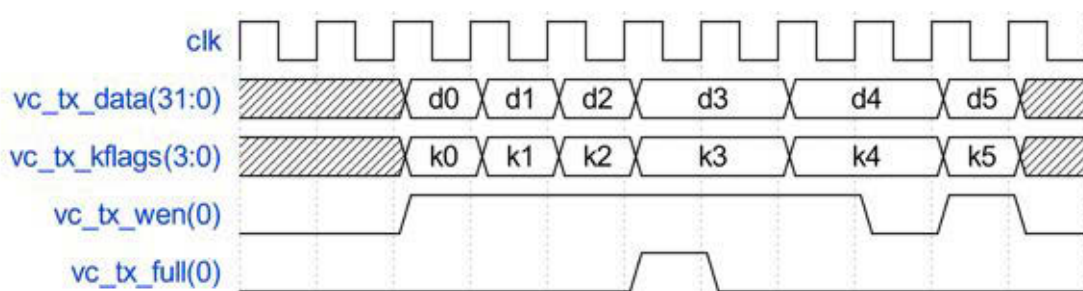 clk
vc_tx_data(31:0) d0 d1 d2 d3 d4 d5
vc_tx_kflags(3:0) k0 k1 k2 k3 k4 k5
vc_tx_wen(0)
vc_tx_full(0)